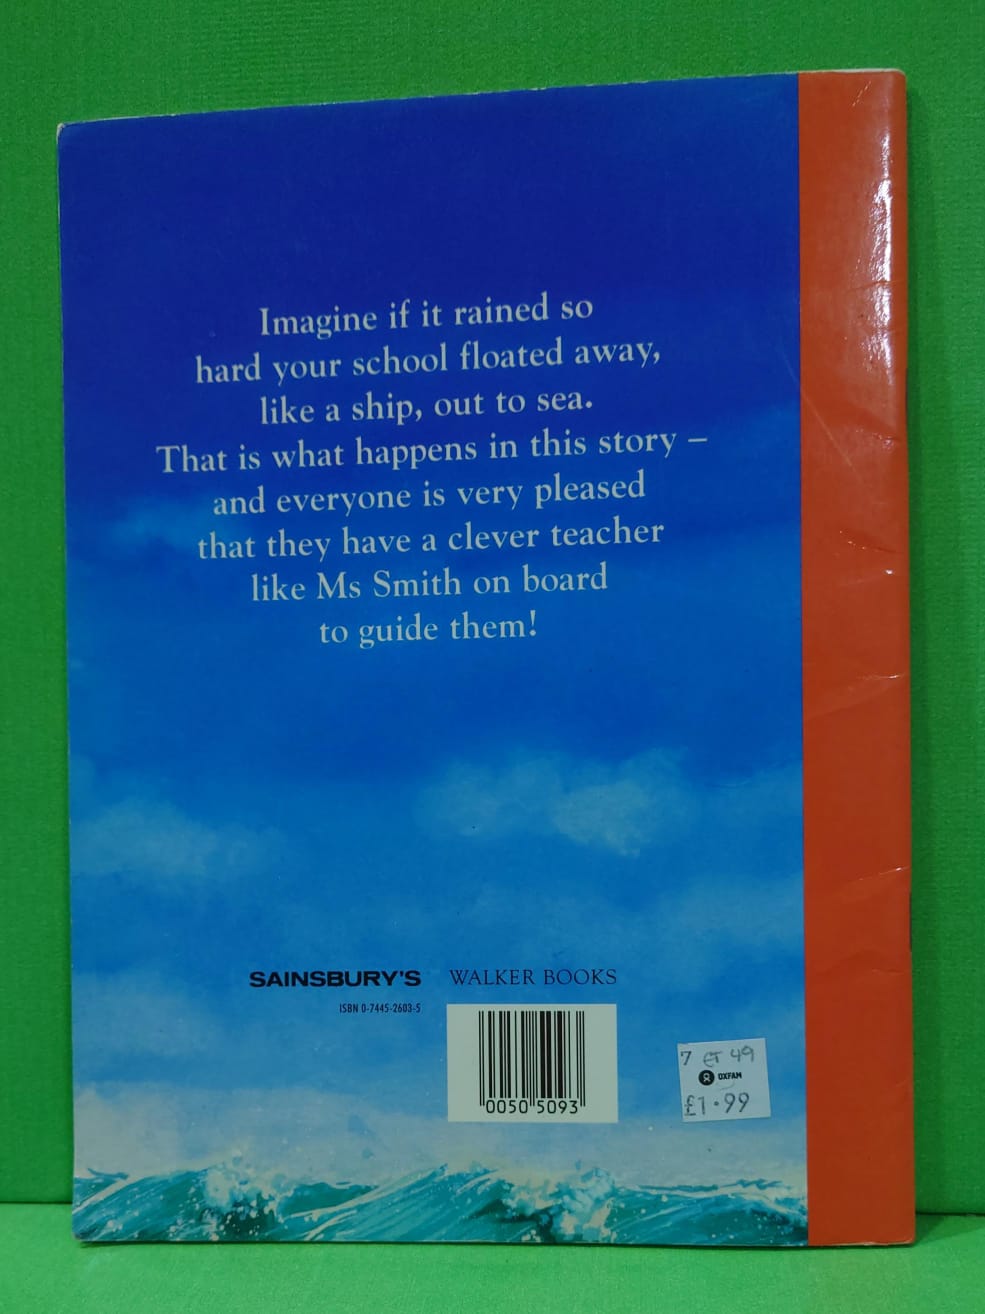 Imagine if it rained so
hard your school floated away,
like a ship, out to sea.
That is what happens in this story –
and everyone is very pleased
that they have a clever teacher
like Ms Smith on board
to guide them!
SAINSBURY'S WALKER BOOKS
ISBN 0-7445-2603-5
0050 5093
7 49
OXFAM
£1.99